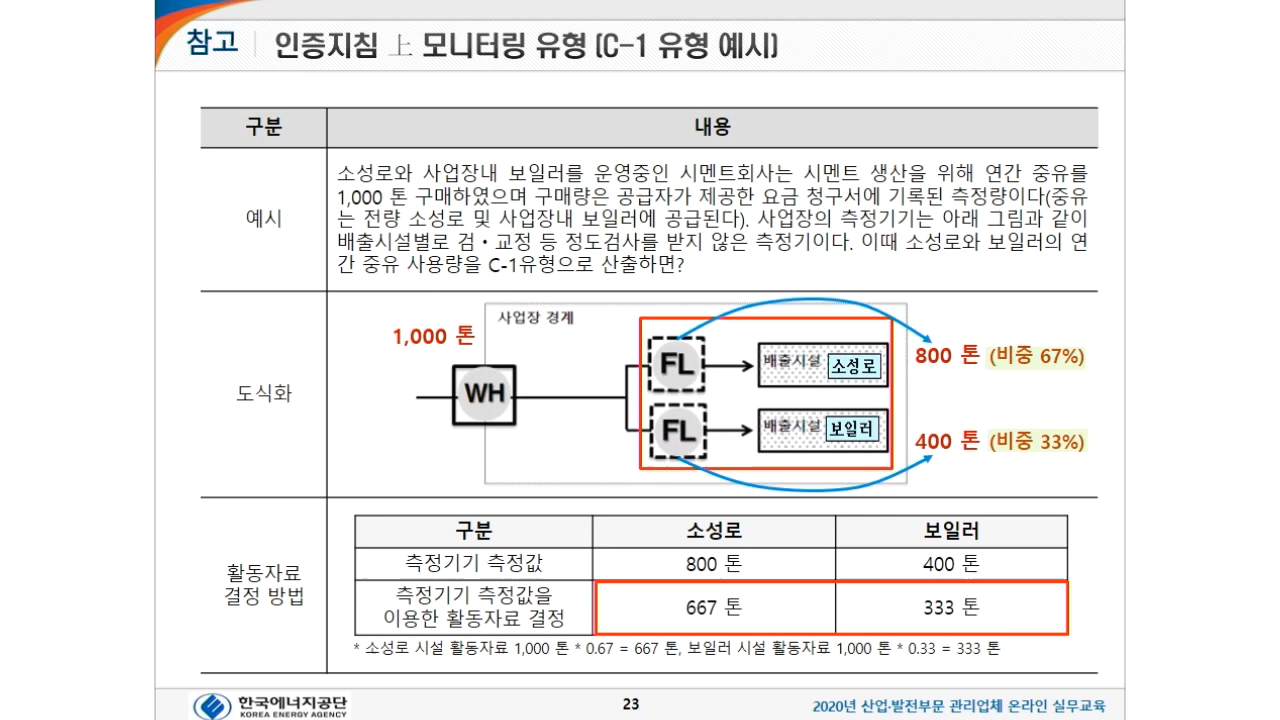 참고
인증지침 上 모니터링 유형 (C-1 유형 예시)
구분
내용
예시
소성로와 사업장내 보일러를 운영중인 시멘트회사는 시멘트 생산을 위해 연간 중유를
1,000 톤 구매하였으며 구매량은 공급자가 제공한 요금 청구서에 기록된 측정량이다(중유
는 전량 소성로 및 사업장내 보일러에 공급된다). 사업장의 측정기기는 아래 그림과 같이
배출시설별로 검·교정 등 정도검사를 받지 않은 측정기이다. 이때 소성로와 보일러의 연
간 중유 사용량을 C-1유형으로 산출하면?
도식화
1,000 톤
사업장 경계
WH
FL
배출시설 소성로
800 톤 (비중 67%)
FL
배출시설 보일러
400 톤 (비중 33%)
활동자료
결정 방법
구분 소성로 보일러
측정기기 측정값 800 톤 400 톤
측정기기 측정값을
이용한 활동자료 결정
667 톤 333 톤
* 소성로 시설 활동자료 1,000 톤 * 0.67 = 667 톤, 보일러 시설 활동자료 1,000 톤 * 0.33 = 333 톤
한국에너지공단
KOREA ENERGY AGENCY
23
2020년 산업·발전부문 관리업체 온라인 실무교육